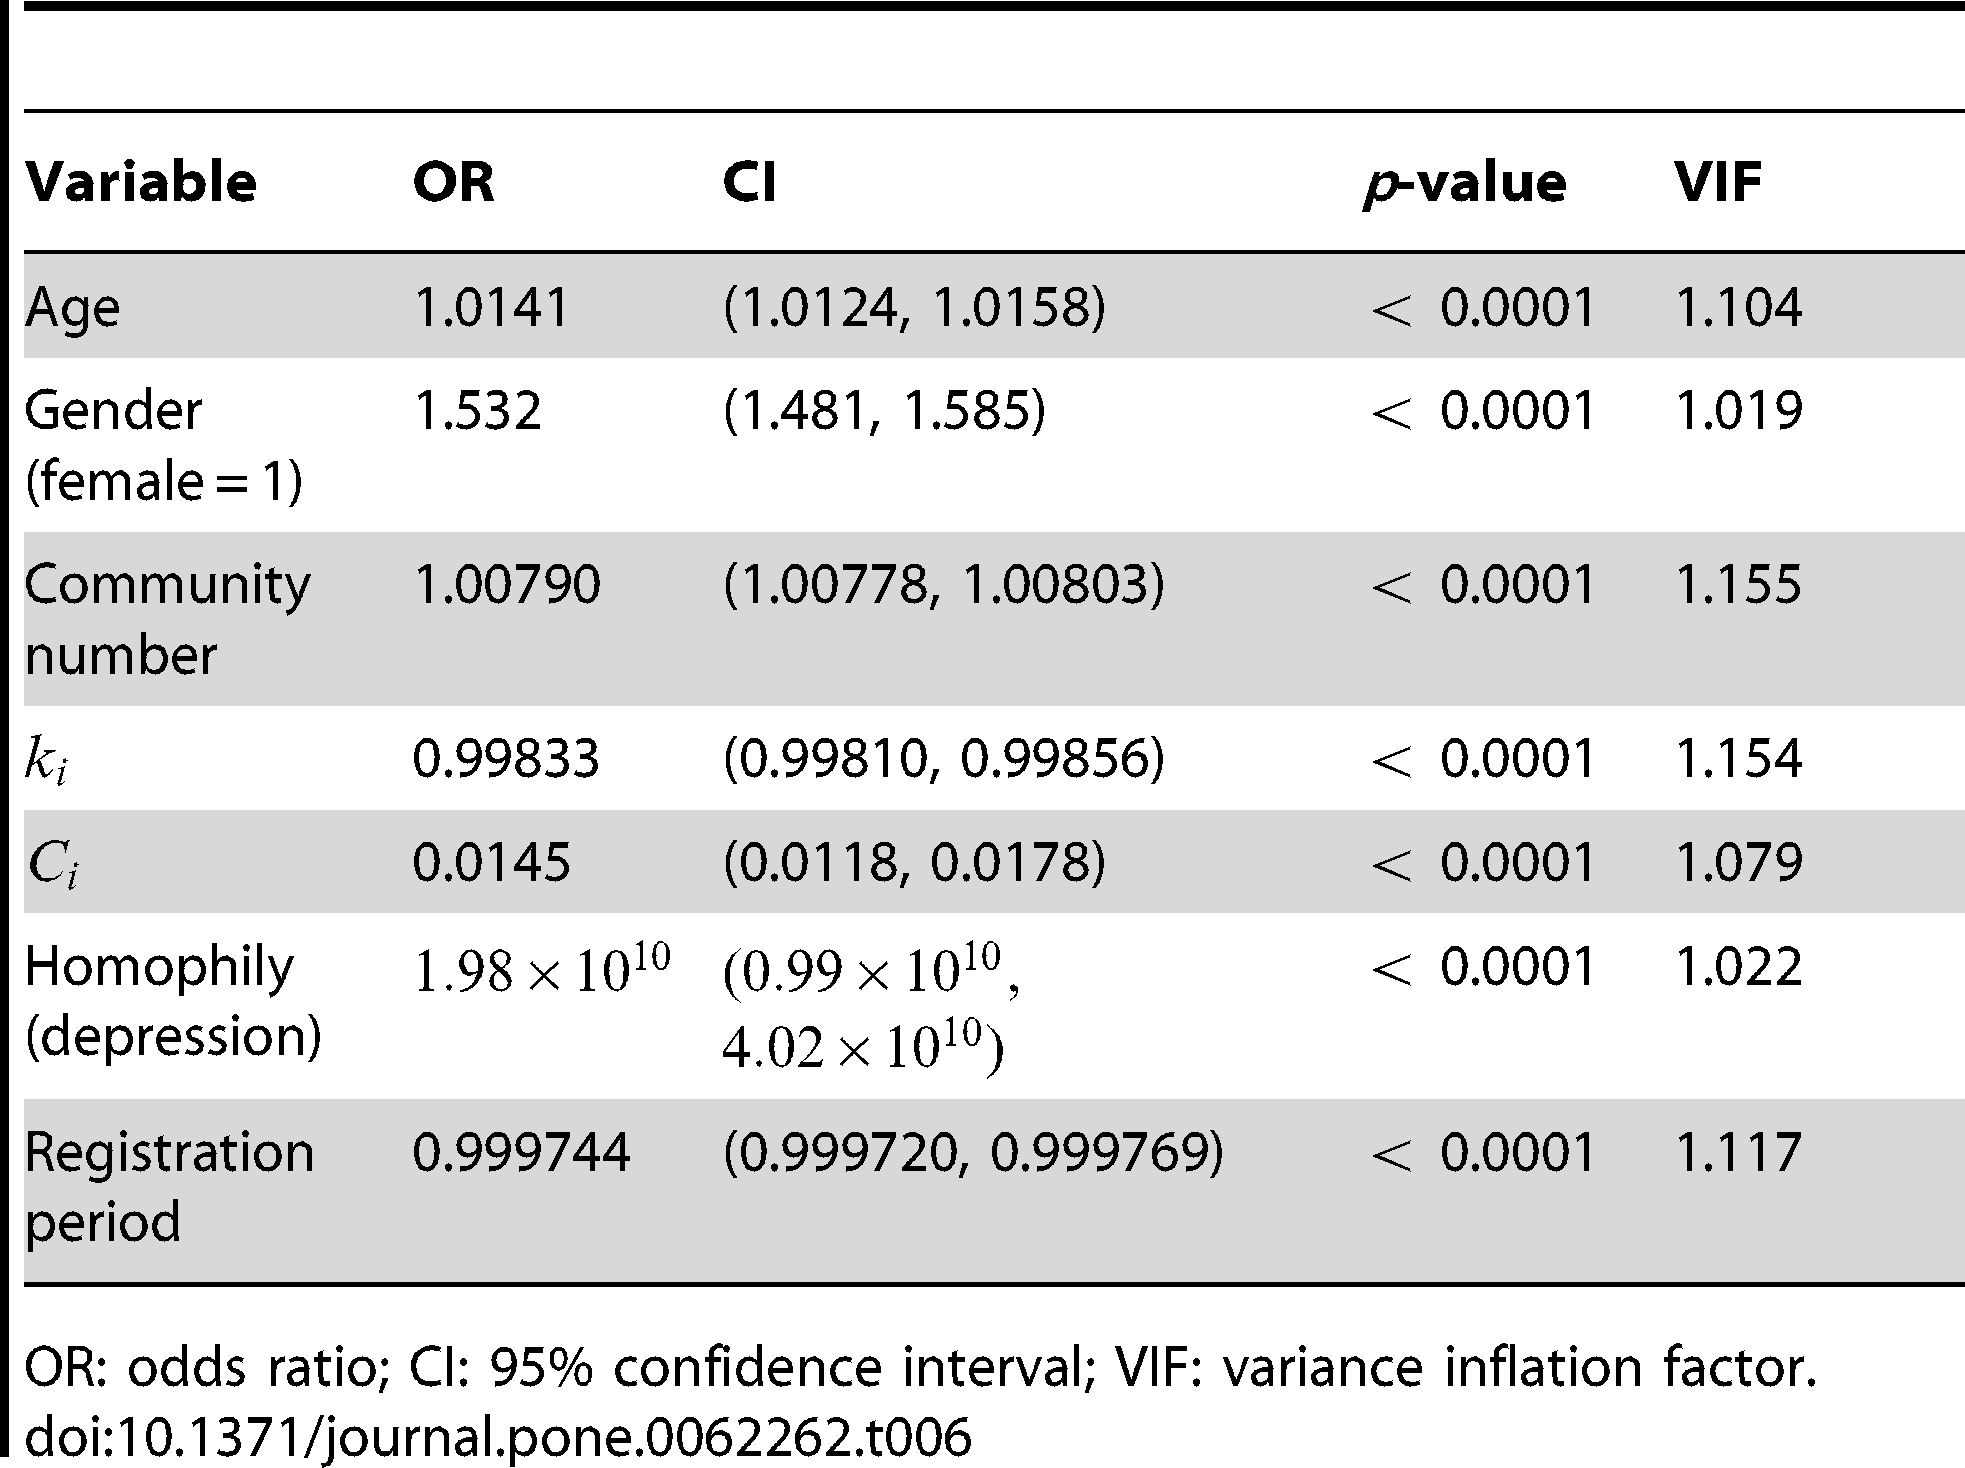 Variable OR CI p-value VIF
Age 1.0141 (1.0124, 1.0158) < 0.0001 1.104
Gender 1.532 (1.481, 1.585) < 0.0001 1.019
(female = 1)
Community 1.00790 (1.00778, 1.00803) < 0.0001 1.155
number
k_i 0.99833 (0.99810, 0.99856) < 0.0001 1.154
C_i 0.0145 (0.0118, 0.0178) < 0.0001 1.079
Homophily 1.98 × 10^10 (0.99 × 10^10, < 0.0001 1.022
(depression) 4.02 × 10^10)
Registration 0.999744 (0.999720, 0.999769) < 0.0001 1.117
period
OR: odds ratio; CI: 95% confidence interval; VIF: variance inflation factor.
doi:10.1371/journal.pone.0062262.t006